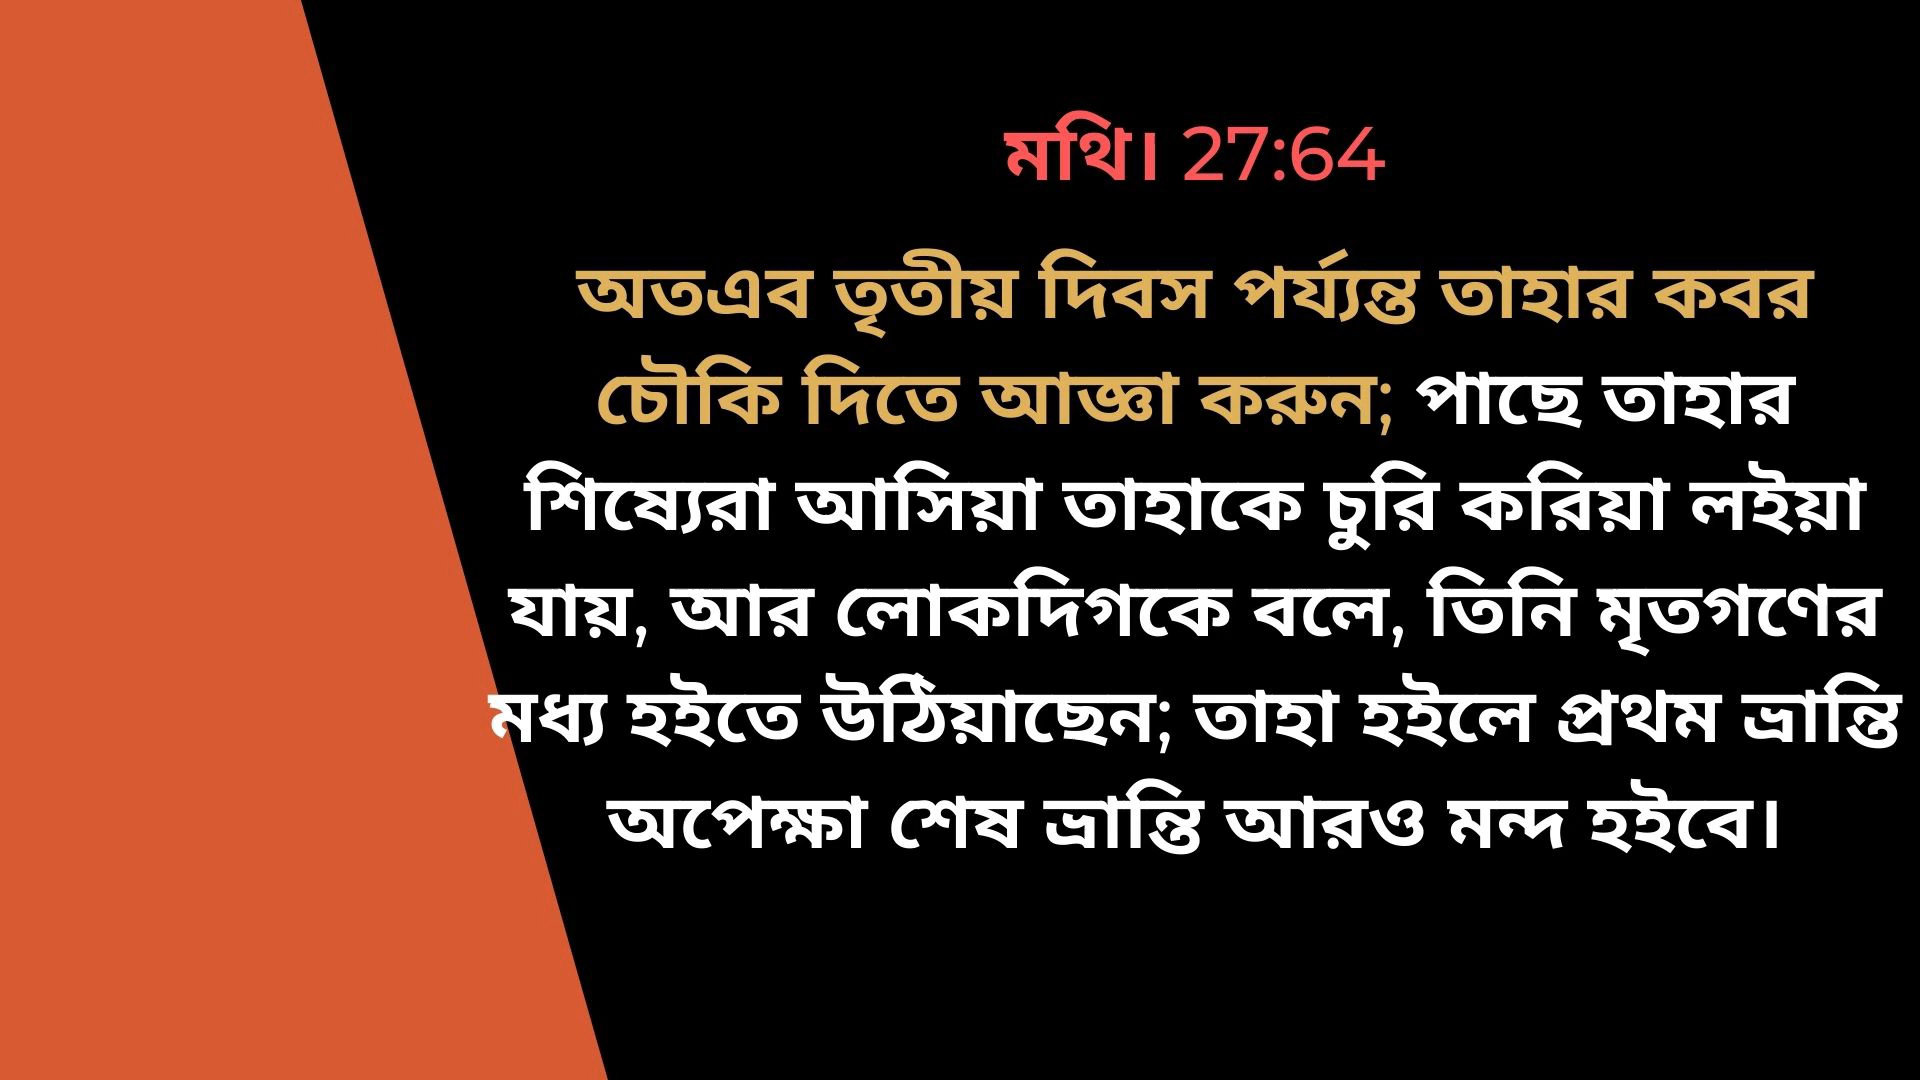 মথি। 27:64
অতএব তৃতীয় দিবস পর্য্যন্ত তাহার কবর
চৌকি দিতে আজ্ঞা করুন; পাছে তাহার
শিষ্যেরা আসিয়া তাহাকে চুরি করিয়া লইয়া
যায়, আর লোকদিগকে বলে, তিনি মৃতগণের
মধ্য হইতে উঠিয়াছেন; তাহা হইলে প্রথম ভ্রান্তি
অপেক্ষা শেষ ভ্রান্তি আরও মন্দ হইবে।